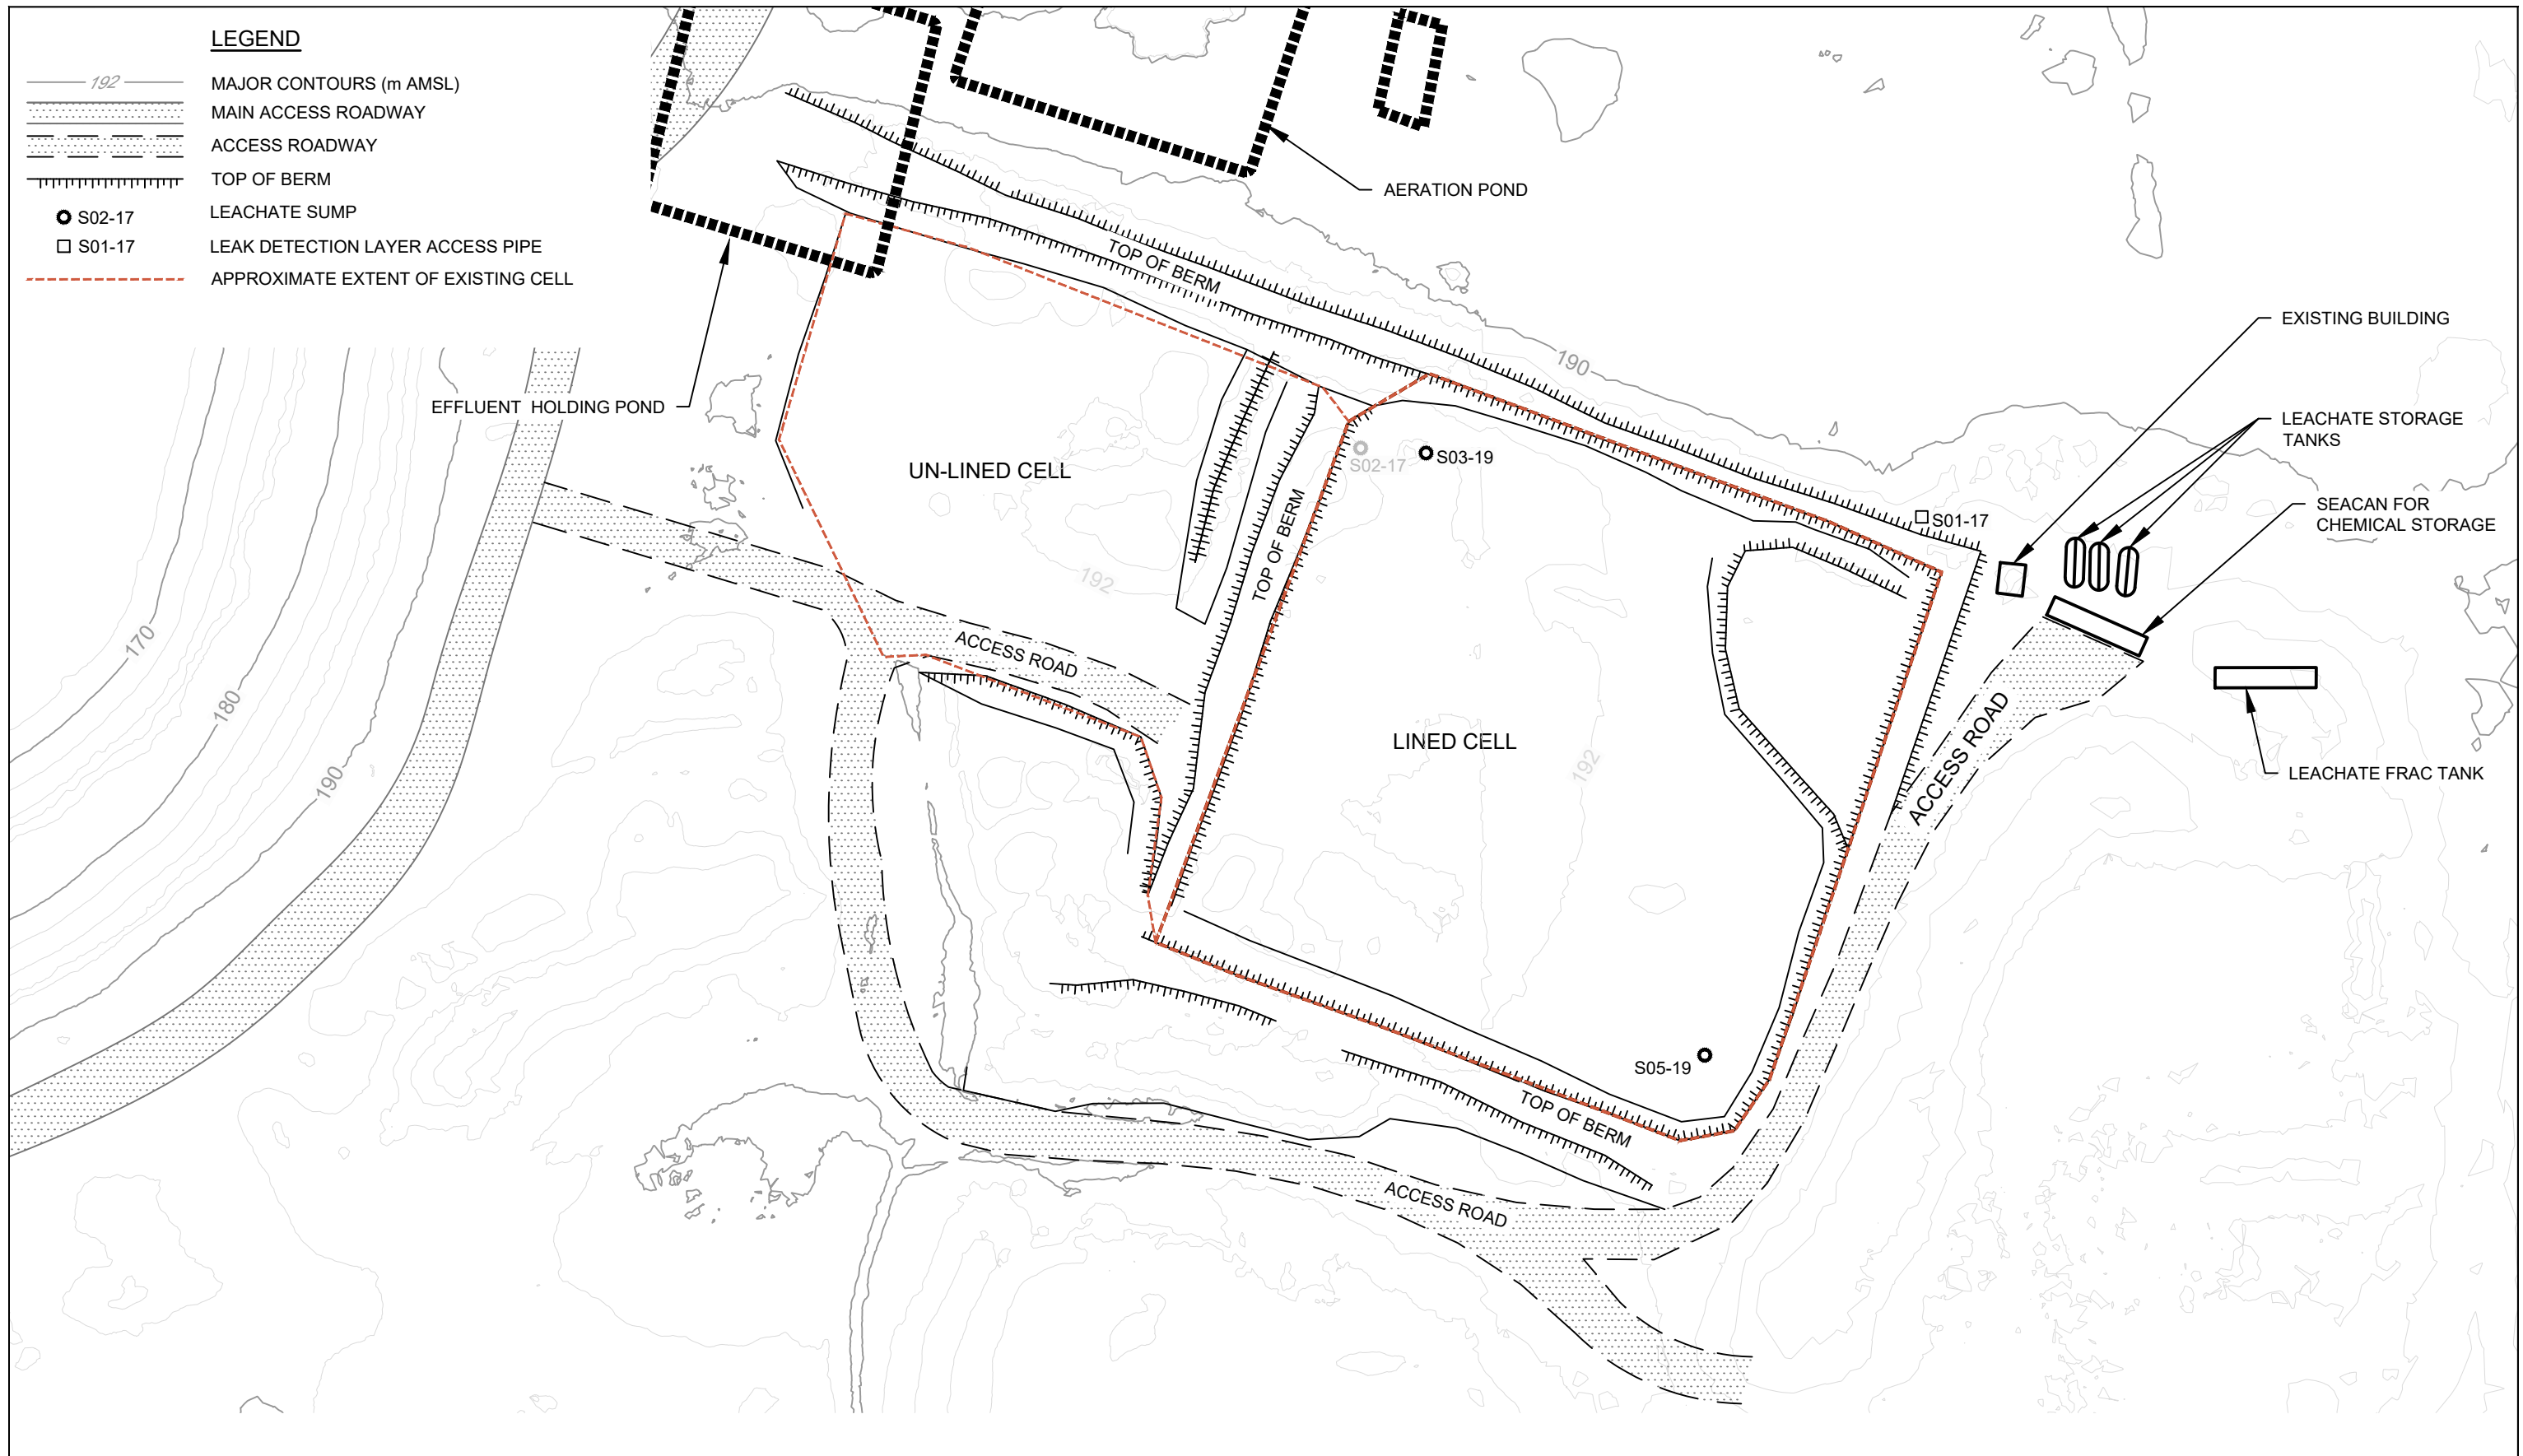 LEGEND
192
MAJOR CONTOURS (m AMSL)
MAIN ACCESS ROADWAY
ACCESS ROADWAY
TOP OF BERM
S02-17
LEACHATE SUMP
S01-17
LEAK DETECTION LAYER ACCESS PIPE
APPROXIMATE EXTENT OF EXISTING CELL
AERATION POND
TOP OF BERM
EXISTING BUILDING
190
EFFLUENT HOLDING POND
LEACHATE STORAGE
TANKS
UN-LINED CELL
S02-17
S03-19
SEACAN FOR
CHEMICAL STORAGE
S01-17
TOP OF BERM
192
ACCESS ROAD
170
180
190
LINED CELL
192
ACCESS ROAD
LEACHATE FRAC TANK
S05-19
TOP OF BERM
ACCESS ROAD